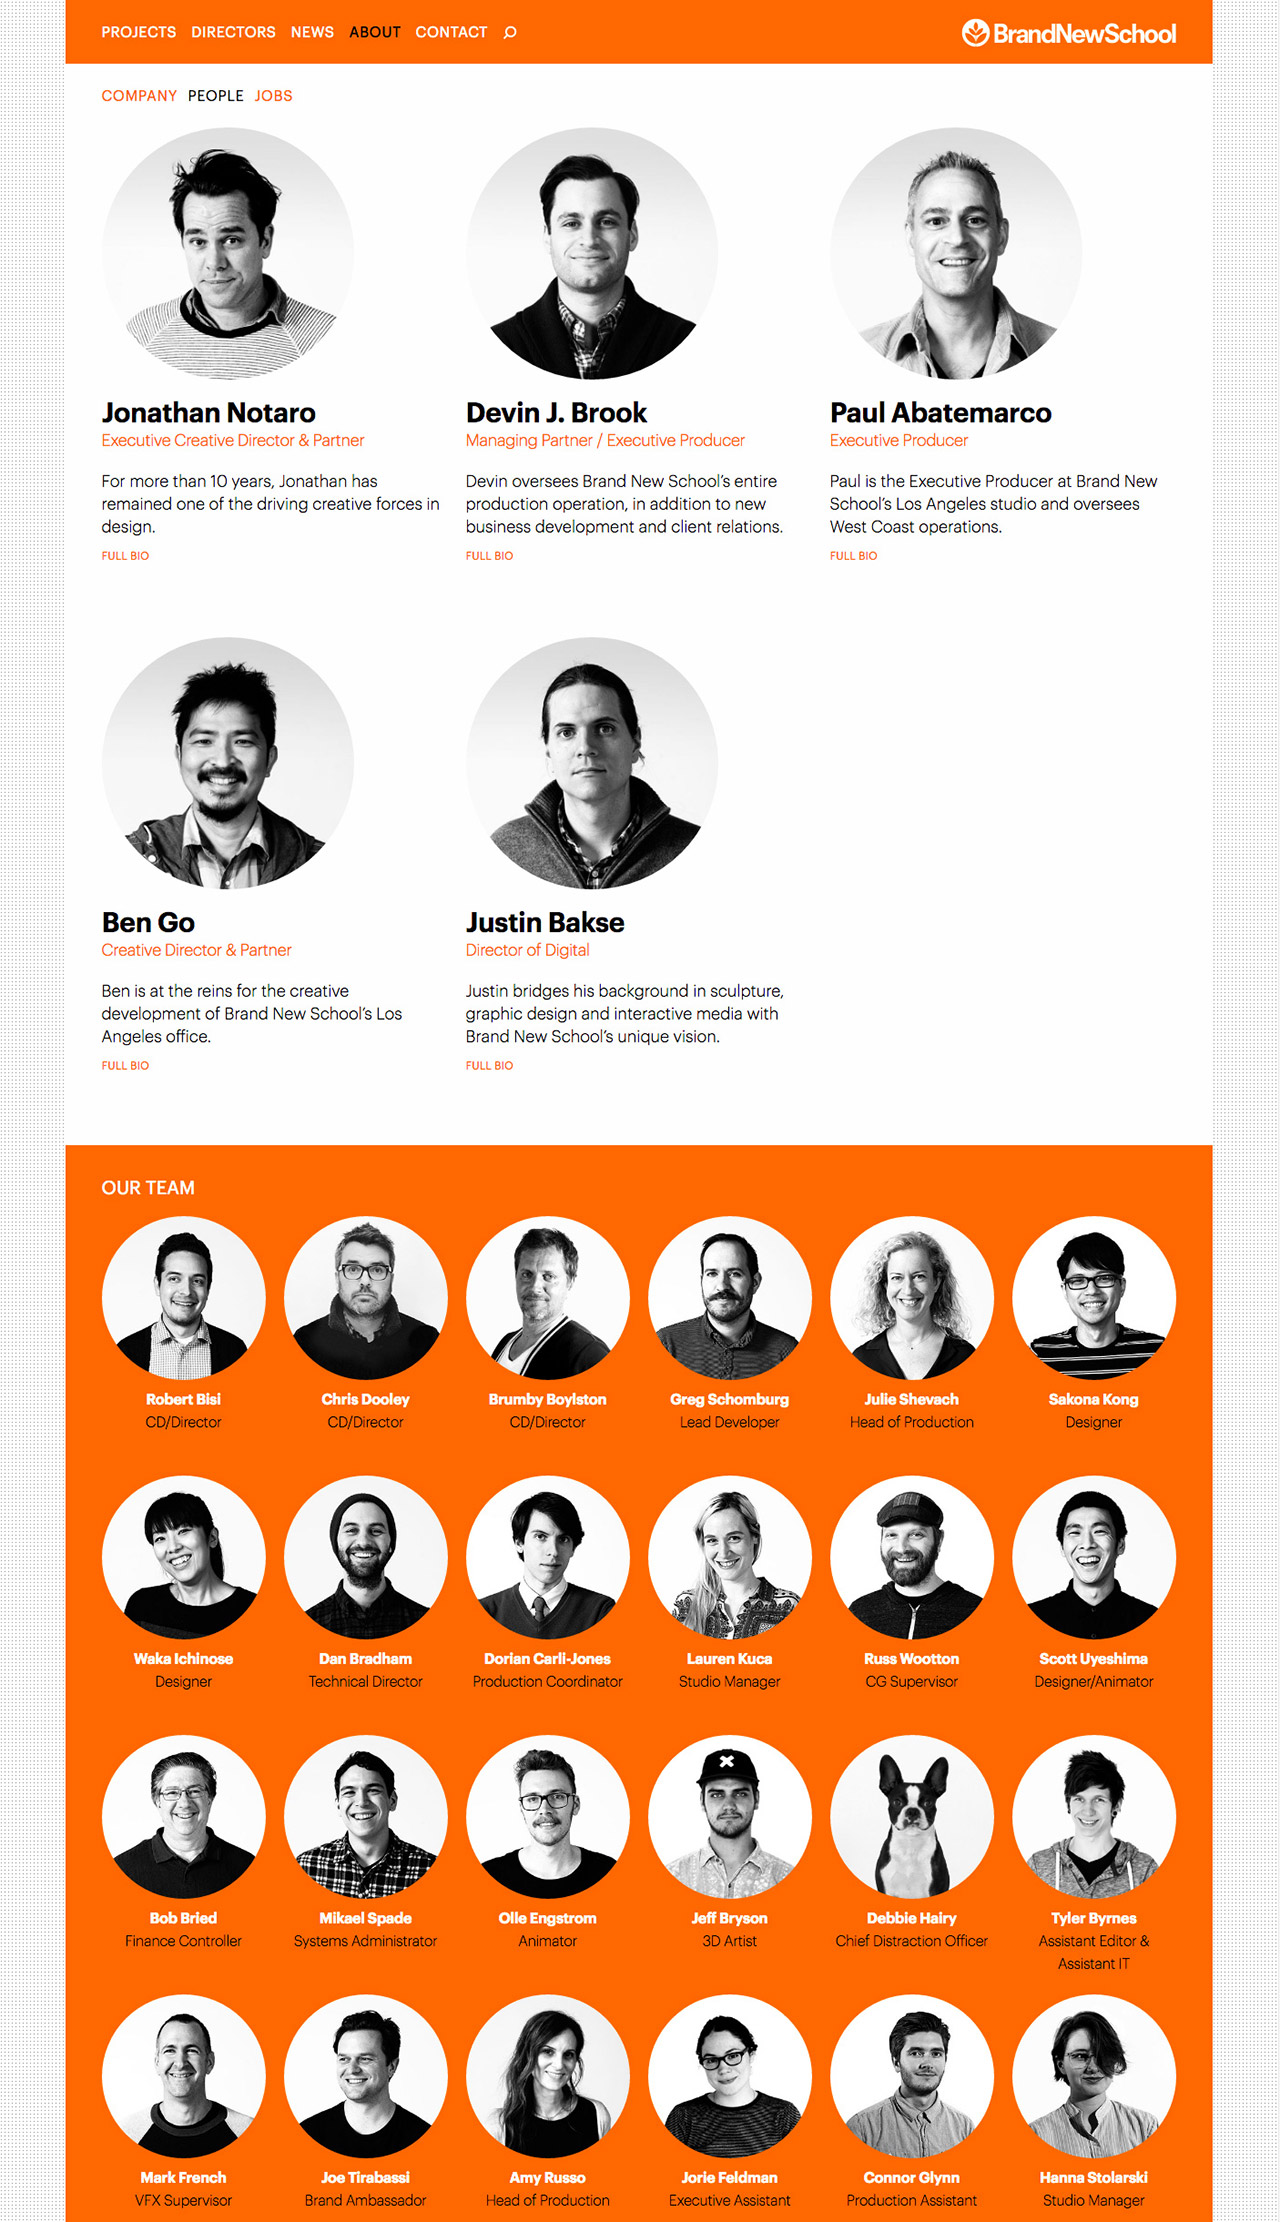 PROJECTS DIRECTORS NEWS ABOUT CONTACT
BrandNewSchool
COMPANY PEOPLE JOBS
Jonathan Notaro
Executive Creative Director & Partner
For more than 10 years, Jonathan has
remained one of the driving creative forces in
design.
FULL BIO
Devin J. Brook
Managing Partner / Executive Producer
Devin oversees Brand New School’s entire
production operation, in addition to new
business development and client relations.
FULL BIO
Paul Abatemarco
Executive Producer
Paul is the Executive Producer at Brand New
School’s Los Angeles studio and oversees
West Coast operations.
FULL BIO
Ben Go
Creative Director & Partner
Ben is at the reins for the creative
development of Brand New School’s Los
Angeles office.
FULL BIO
Justin Bakse
Director of Digital
Justin bridges his background in sculpture,
graphic design and interactive media with
Brand New School’s unique vision.
FULL BIO
OUR TEAM
Robert Bisi
CD/Director
Chris Dooley
CD/Director
Brumby Boylston
CD/Director
Greg Schomburg
Lead Developer
Julie Shevach
Head of Production
Sakona Kong
Designer
Waka Ichinose
Designer
Dan Bradham
Technical Director
Dorian Carli-Jones
Production Coordinator
Lauren Kuca
Studio Manager
Russ Wootton
CG Supervisor
Scott Uyeshima
Designer/Animator
Bob Bried
Finance Controller
Mikael Spade
Systems Administrator
Olle Engstrom
Animator
Jeff Bryson
3D Artist
Debbie Hairy
Chief Distraction Officer
Tyler Byrnes
Assistant Editor &
Assistant IT
Mark French
VFX Supervisor
Joe Tirabassi
Brand Ambassador
Amy Russo
Head of Production
Jorie Feldman
Executive Assistant
Connor Glynn
Production Assistant
Hanna Stolarski
Studio Manager